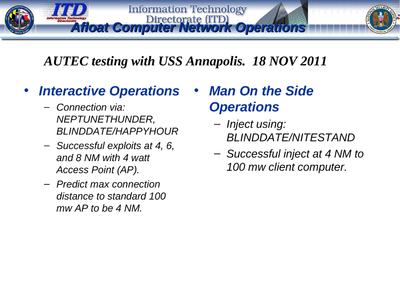 ITD
Information Technology
Directorate
Information Technology
Directorate (ITD)
Afloat Computer Network Operations
AUTEC testing with USS Annapolis.  18 NOV 2011
• Interactive Operations
– Connection via:
NEPTUNETHUNDER,
BLINDDATE/HAPPYHOUR
– Successful exploits at 4, 6,
and 8 NM with 4 watt
Access Point (AP).
– Predict max connection
distance to standard 100
mw AP to be 4 NM.
• Man On the Side
Operations
– Inject using:
BLINDDATE/NITESTAND
– Successful inject at 4 NM to
100 mw client computer.